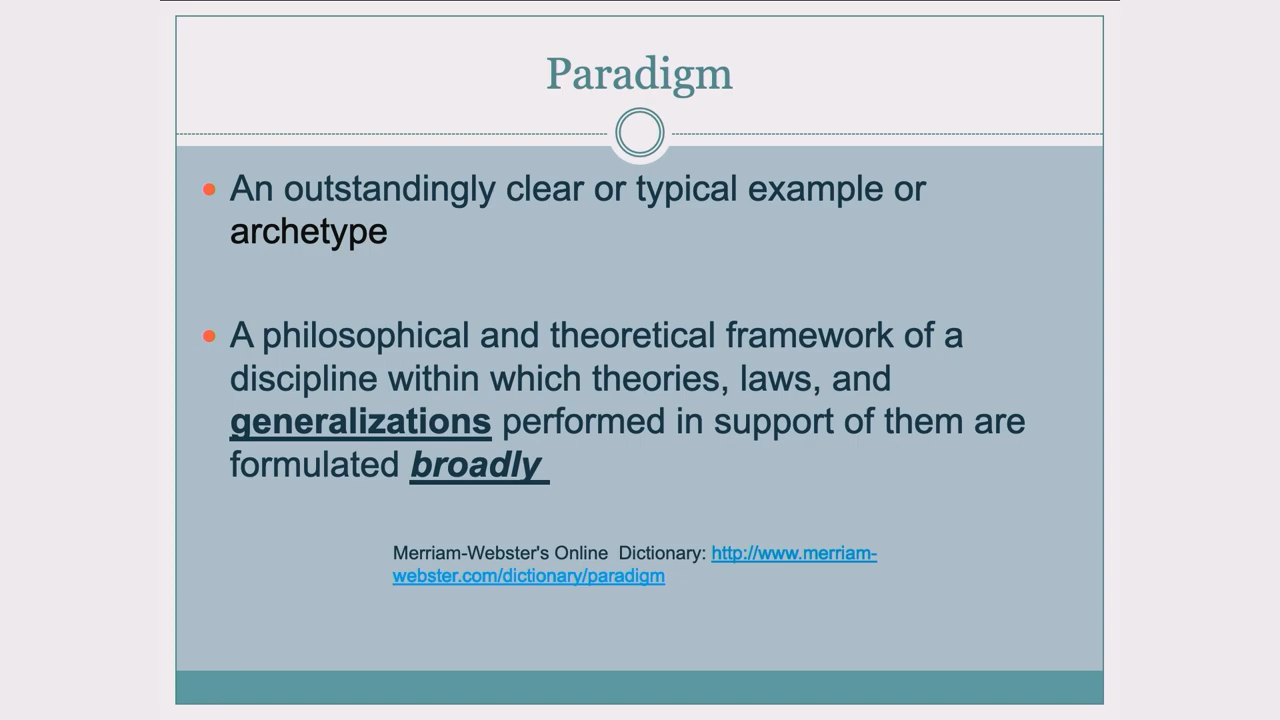 Paradigm
An outstandingly clear or typical example or
archetype
A philosophical and theoretical framework of a
discipline within which theories, laws, and
generalizations performed in support of them are
formulated broadly
Merriam-Webster's Online Dictionary: http://www.merriam-
webster.com/dictionary/paradigm